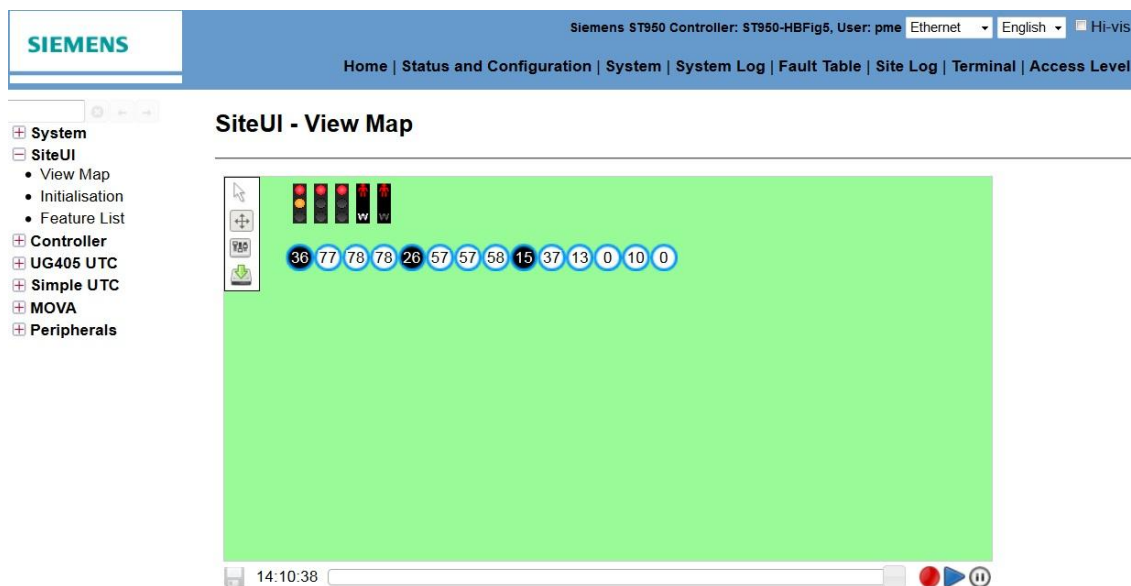 SIEMENS
Siemens ST950 Controller: ST950-HBFig5, User: pme Ethernet English Hi-vis
Home | Status and Configuration | System | System Log | Fault Table | Site Log | Terminal | Access Level
System
SiteUI
View Map
Initialisation
Feature List
Controller
UG405 UTC
Simple UTC
MOVA
Peripherals
SiteUI - View Map
W W
36 77 78 78 26 57 57 58 15 37 13 0 10 0
14:10:38